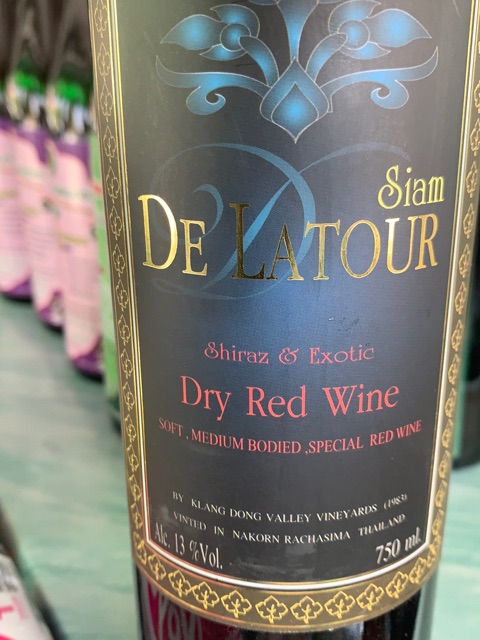 Siam
DE LATOUR
Shiraz & Exotic
Dry Red Wine
SOFT , MEDIUM BODIED ,SPECIAL RED WINE
BY KLANG DONG VALLEY VINEYARDS (1983)
VINTED IN NAKORN RACHASIMA THAILAND
Alc. 13 %Vol.
750 ml.